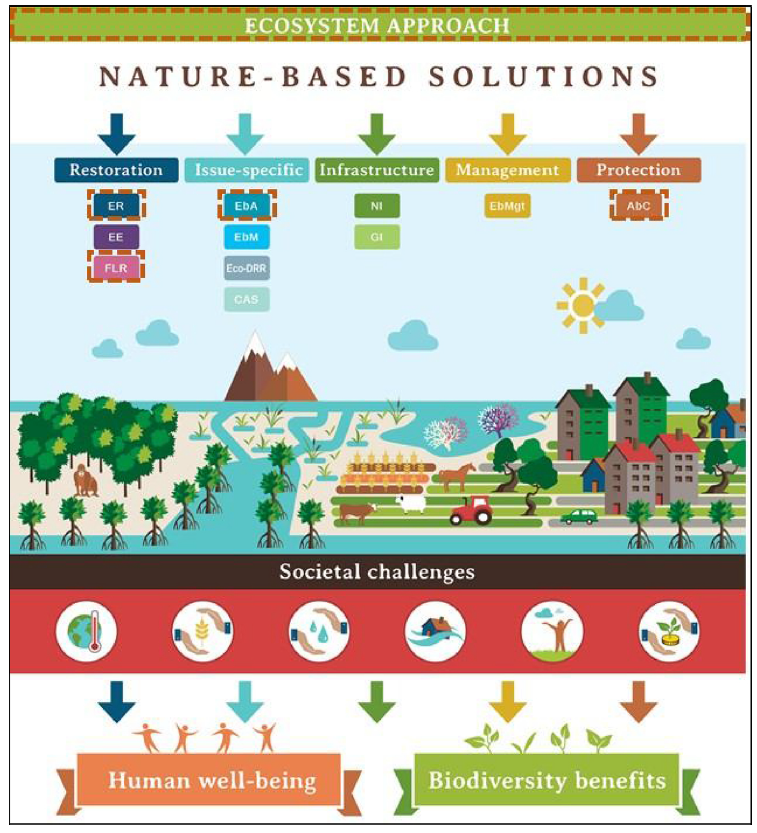 ECOSYSTEM APPROACH
NATURE-BASED SOLUTIONS
Restoration Issue-specific Infrastructure Management Protection
ER EbA NI EbMgt AbC
EE EbM GI
FLR Eco-DRR
CAS
Societal challenges
Human well-being Biodiversity benefits